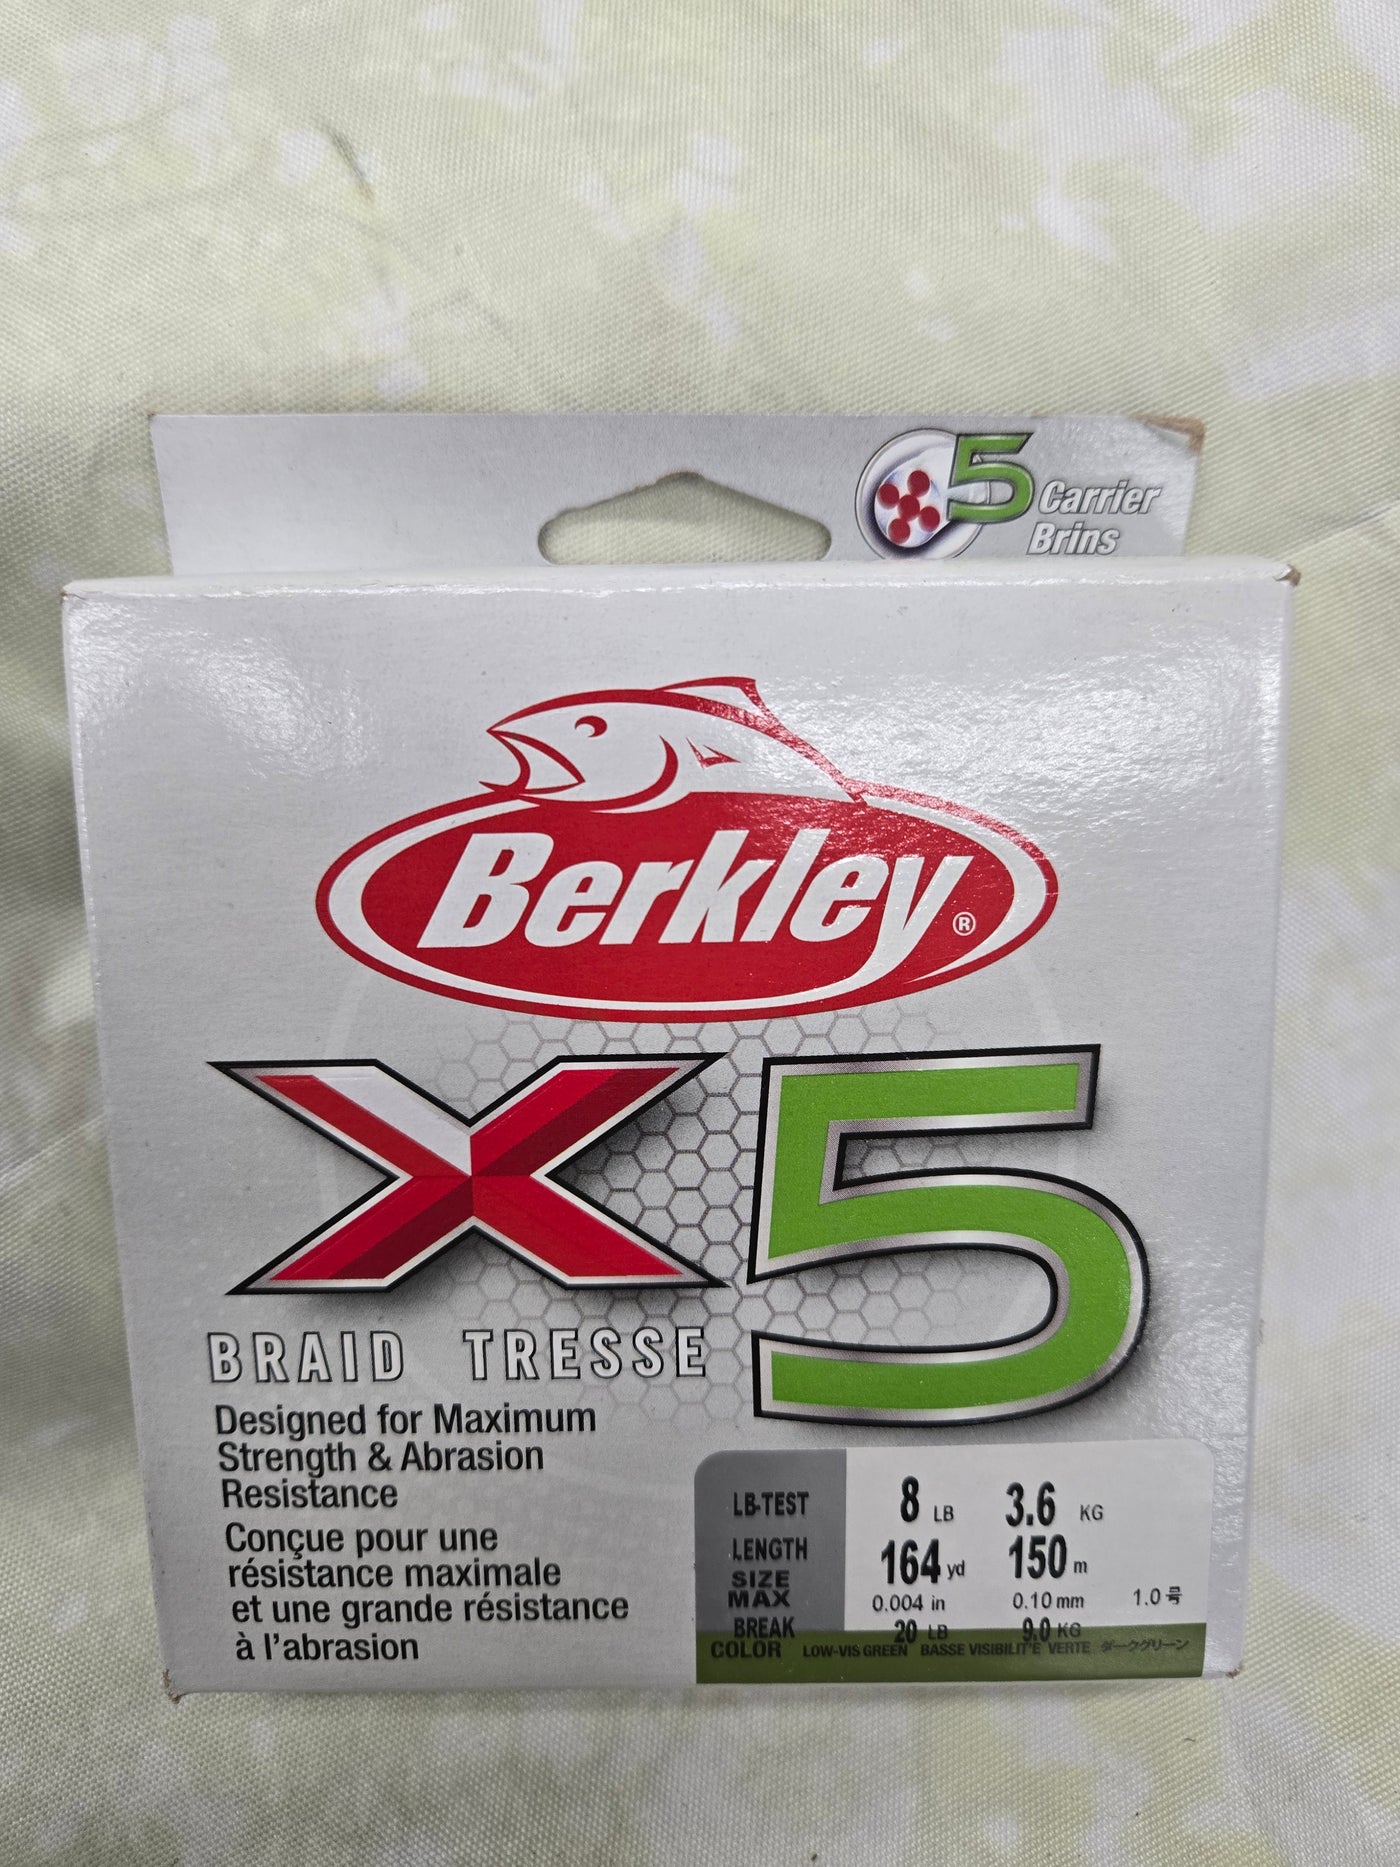 5 Carrier
Brins
Berkley®
X5
BRAID TRESSE
Designed for Maximum
Strength & Abrasion
Resistance
Conçue pour une
résistance maximale
et une grande résistance
à l'abrasion
LB-TEST 8 LB 3.6 KG
LENGTH 164 yd 150 m
SIZE 0.004 in 0.10 mm 1.0号
MAX
BREAK 20 LB 9.0 KG
COLOR LOW-VIS GREEN BASSE VISIBILIT'E VERTE ダークグリーン